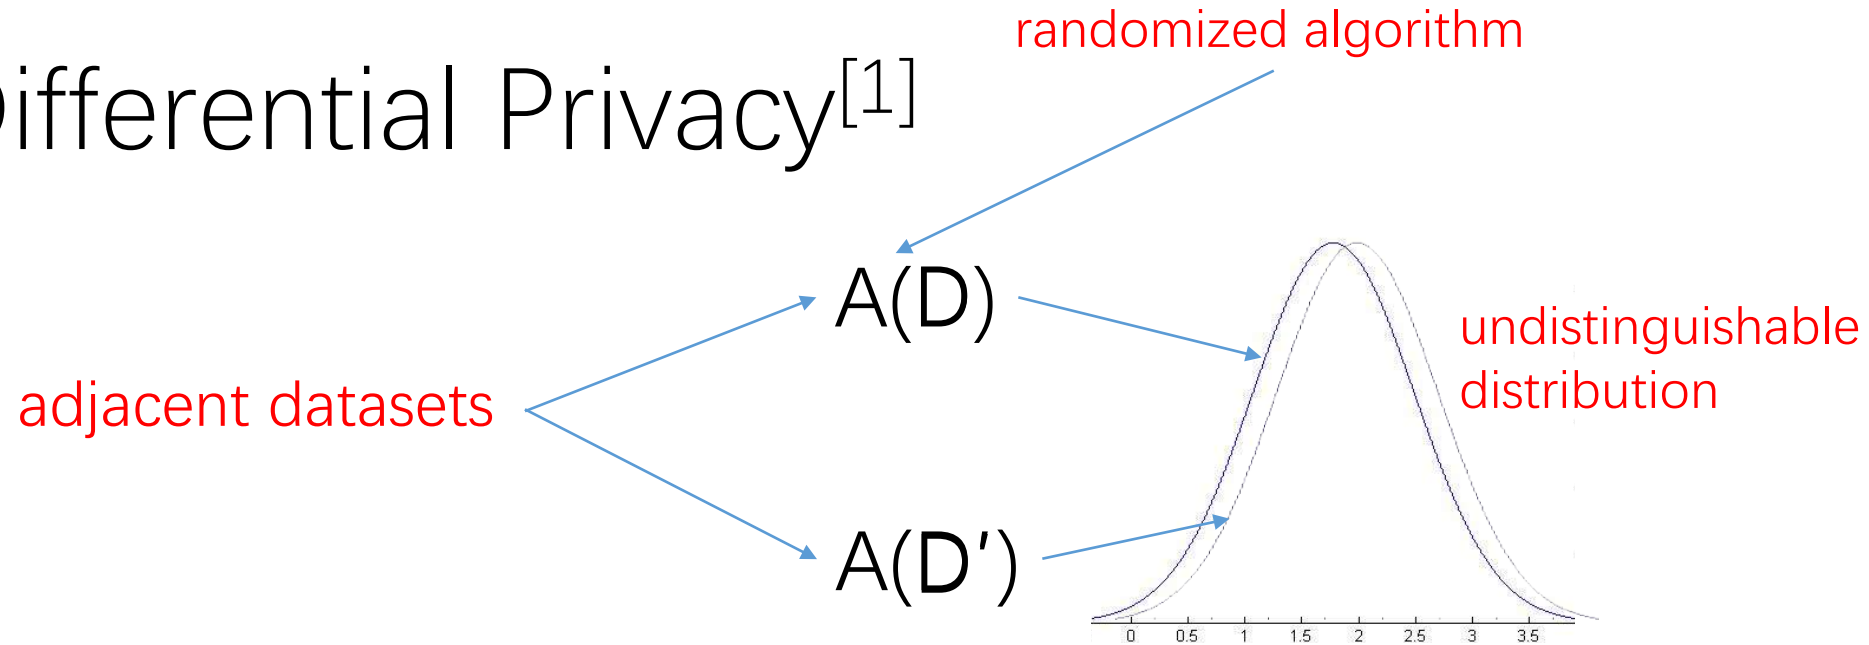 randomized algorithm
Differential Privacy[1]
A(D)
undistinguishable
distribution
adjacent datasets
A(D')
0 0.5 1 1.5 2 2.5 3 3.5